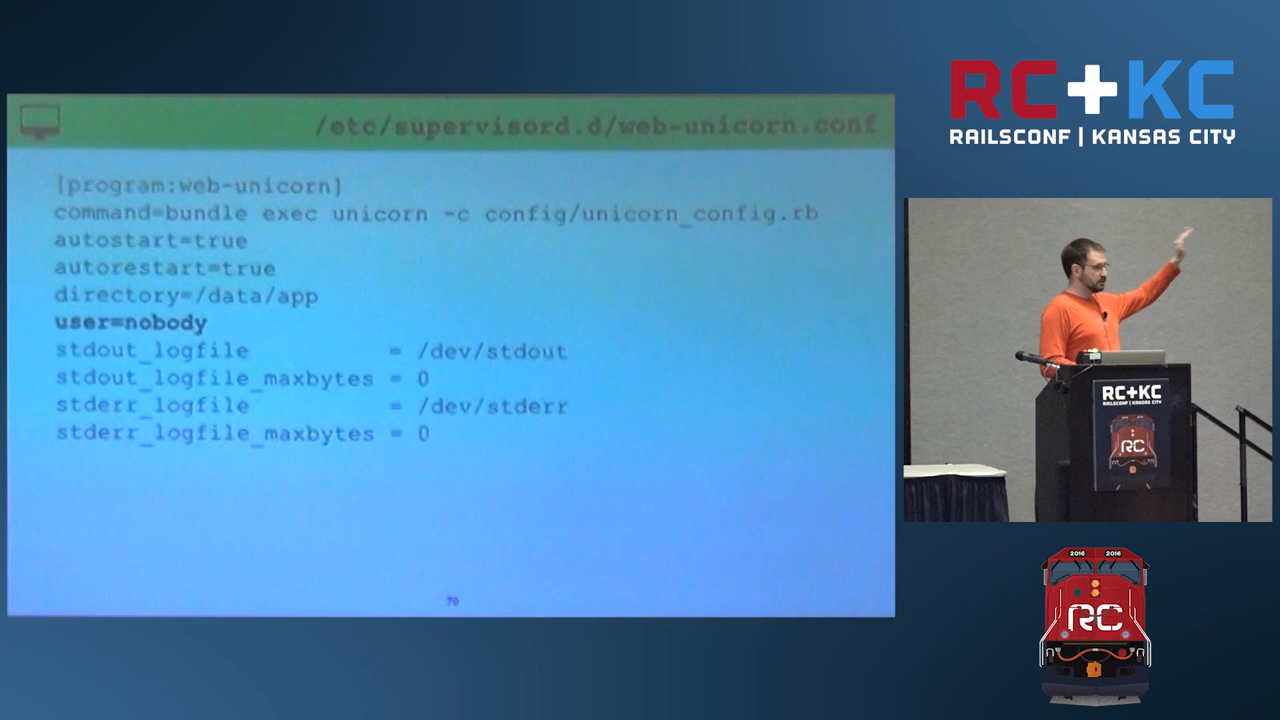 /etc/supervisord.d/web-unicorn.conf
[program:web-unicorn]
command=bundle exec unicorn -c config/unicorn_config.rb
autostart=true
autorestart=true
directory=/data/app
user=nobody
stdout_logfile = /dev/stdout
stdout_logfile_maxbytes = 0
stderr_logfile = /dev/stderr
stderr_logfile_maxbytes = 0
70
RC+KC
RAILSCONF | KANSAS CITY
RC+KC
RAILSCONF | KANSAS CITY
RC
2016 2016
RC